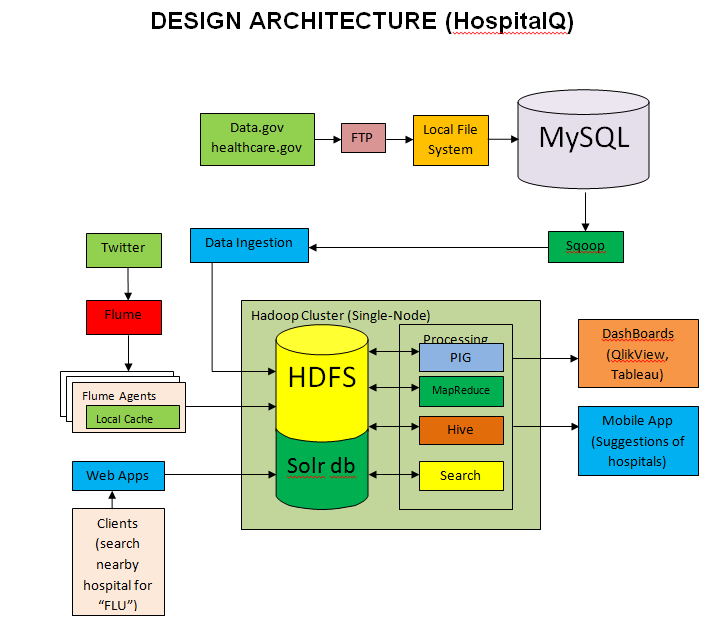 DESIGN ARCHITECTURE (HospitalQ)
Data.gov
healthcare.gov
FTP
Local File
System
MySQL
Twitter
Data Ingestion
Sqoop
Flume
Hadoop Cluster (Single-Node)
Flume Agents
Local Cache
HDFS
Solr db
Processing
PIG
MapReduce
Hive
Search
DashBoards
(QlikView,
Tableau)
Mobile App
(Suggestions of
hospitals)
Web Apps
Clients
(search
nearby
hospital for
“FLU”)